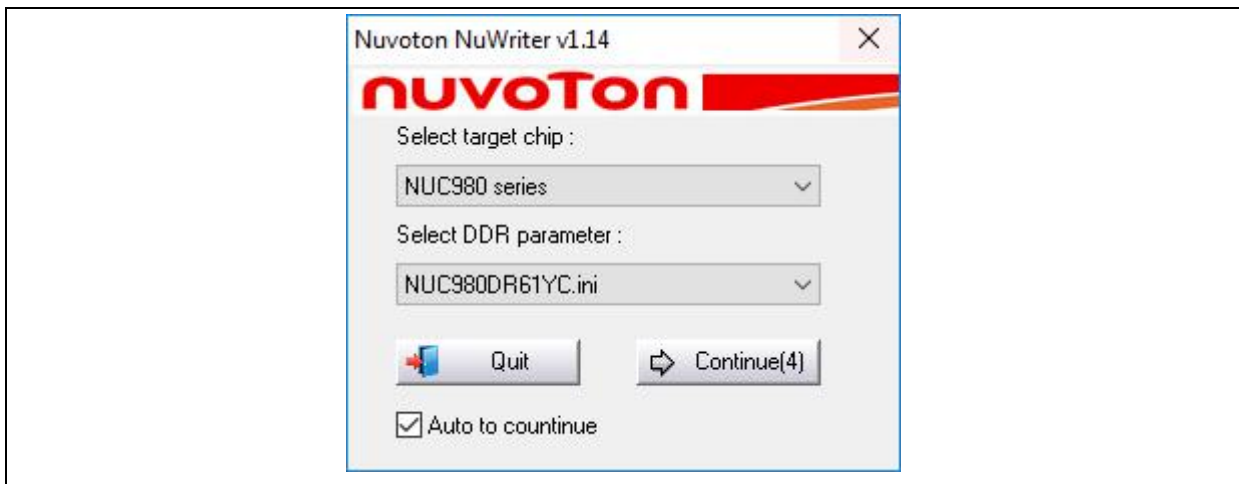 Nuvoton NuWriter v1.14
nuvoTon
Select target chip :
NUC980 series
Select DDR parameter :
NUC980DR61YC.ini
Quit
Continue(4)
Auto to countinue